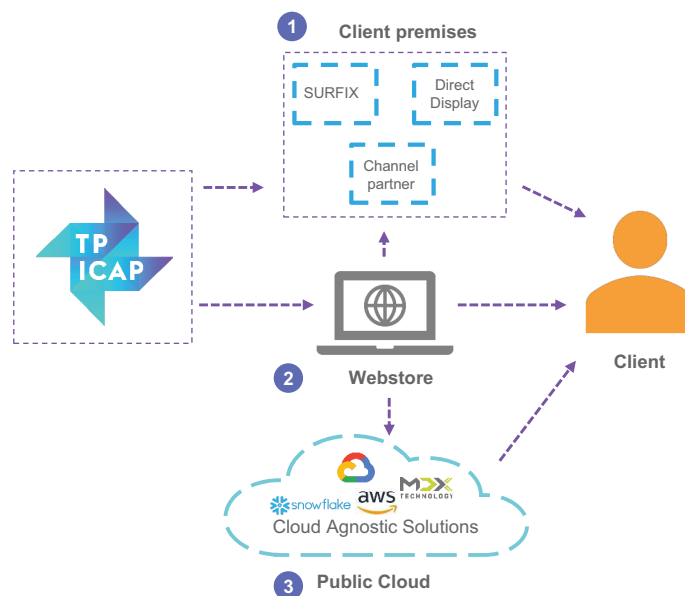 1
Client premises
SURFIX
Direct
Display
Channel
partner
TP
ICAP
2
Webstore
Client
MDX
TECHNOLOGY
snowflake
aws
Cloud Agnostic Solutions
3
Public Cloud